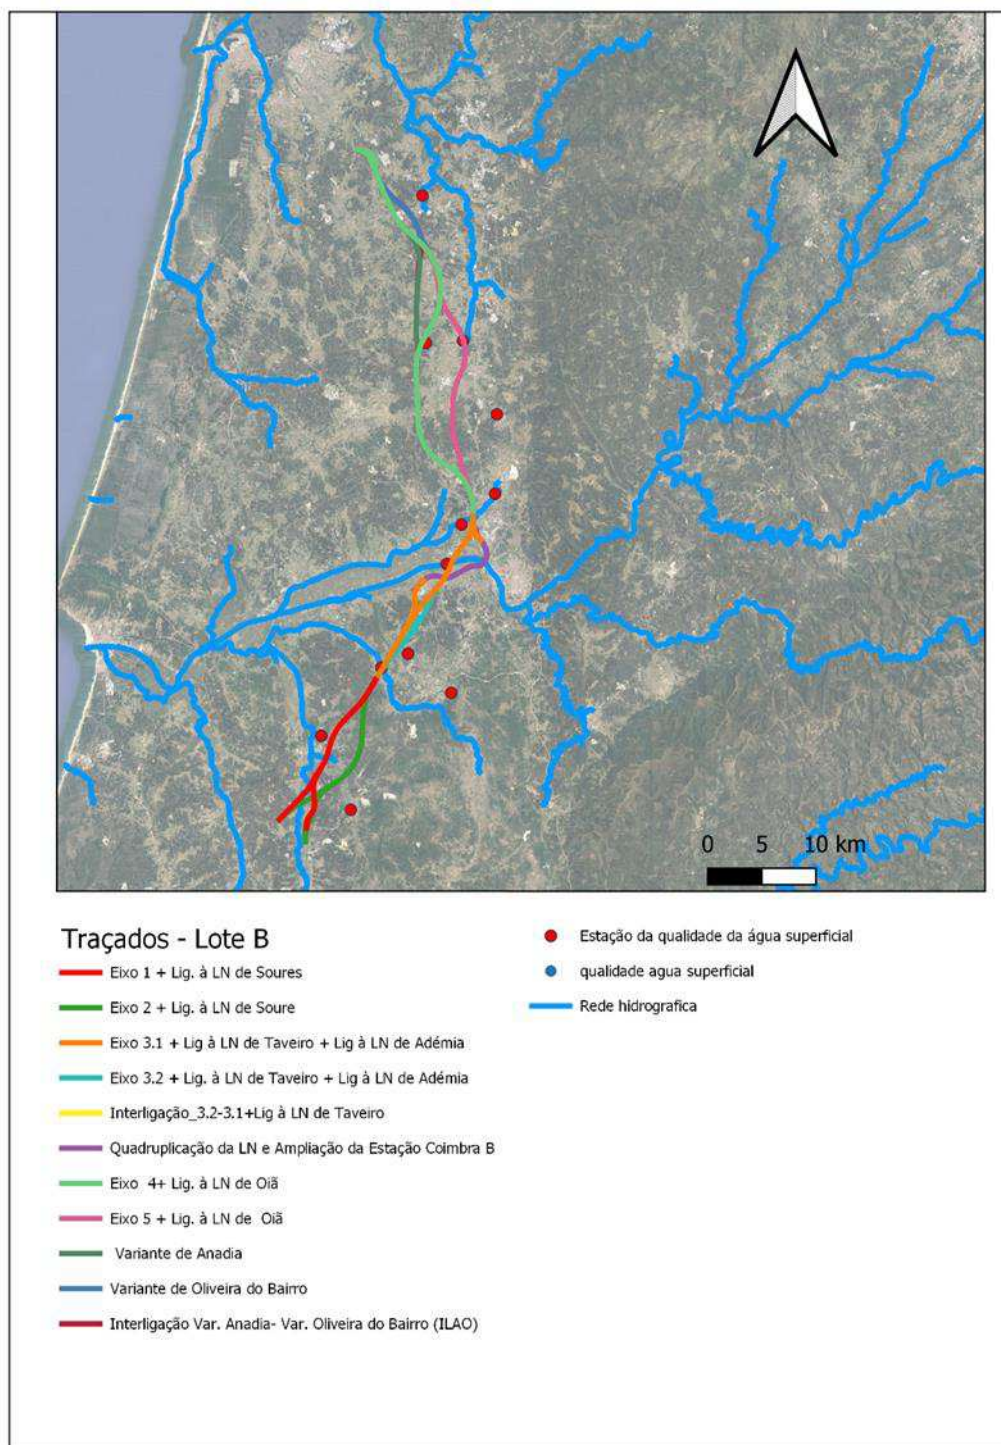 0 5 10 km
Traçados - Lote B
Eixo 1 + Lig. à LN de Soures
Eixo 2 + Lig. à LN de Soure
Eixo 3.1 + Lig à LN de Taveiro + Lig à LN de Adémia
Eixo 3.2 + Lig. à LN de Taveiro + Lig à LN de Adémia
Interligação_3.2-3.1+Lig à LN de Taveiro
Quadruplicação da LN e Ampliação da Estação Coimbra B
Eixo 4+ Lig. à LN de Oiã
Eixo 5 + Lig. à LN de Oiã
Variante de Anadia
Variante de Oliveira do Bairro
Interligação Var. Anadia- Var. Oliveira do Bairro (ILAO)
Estação da qualidade da água superficial
qualidade agua superficial
Rede hidrografica